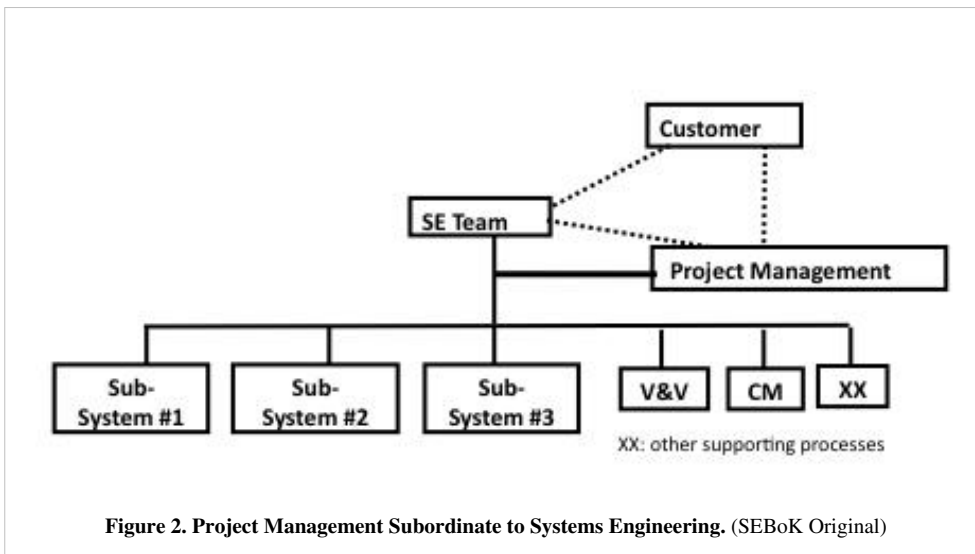 Customer
SE Team
Project Management
Sub-
System #1
Sub-
System #2
Sub-
System #3
V&V
CM
XX
XX: other supporting processes
Figure 2. Project Management Subordinate to Systems Engineering. (SEBoK Original)